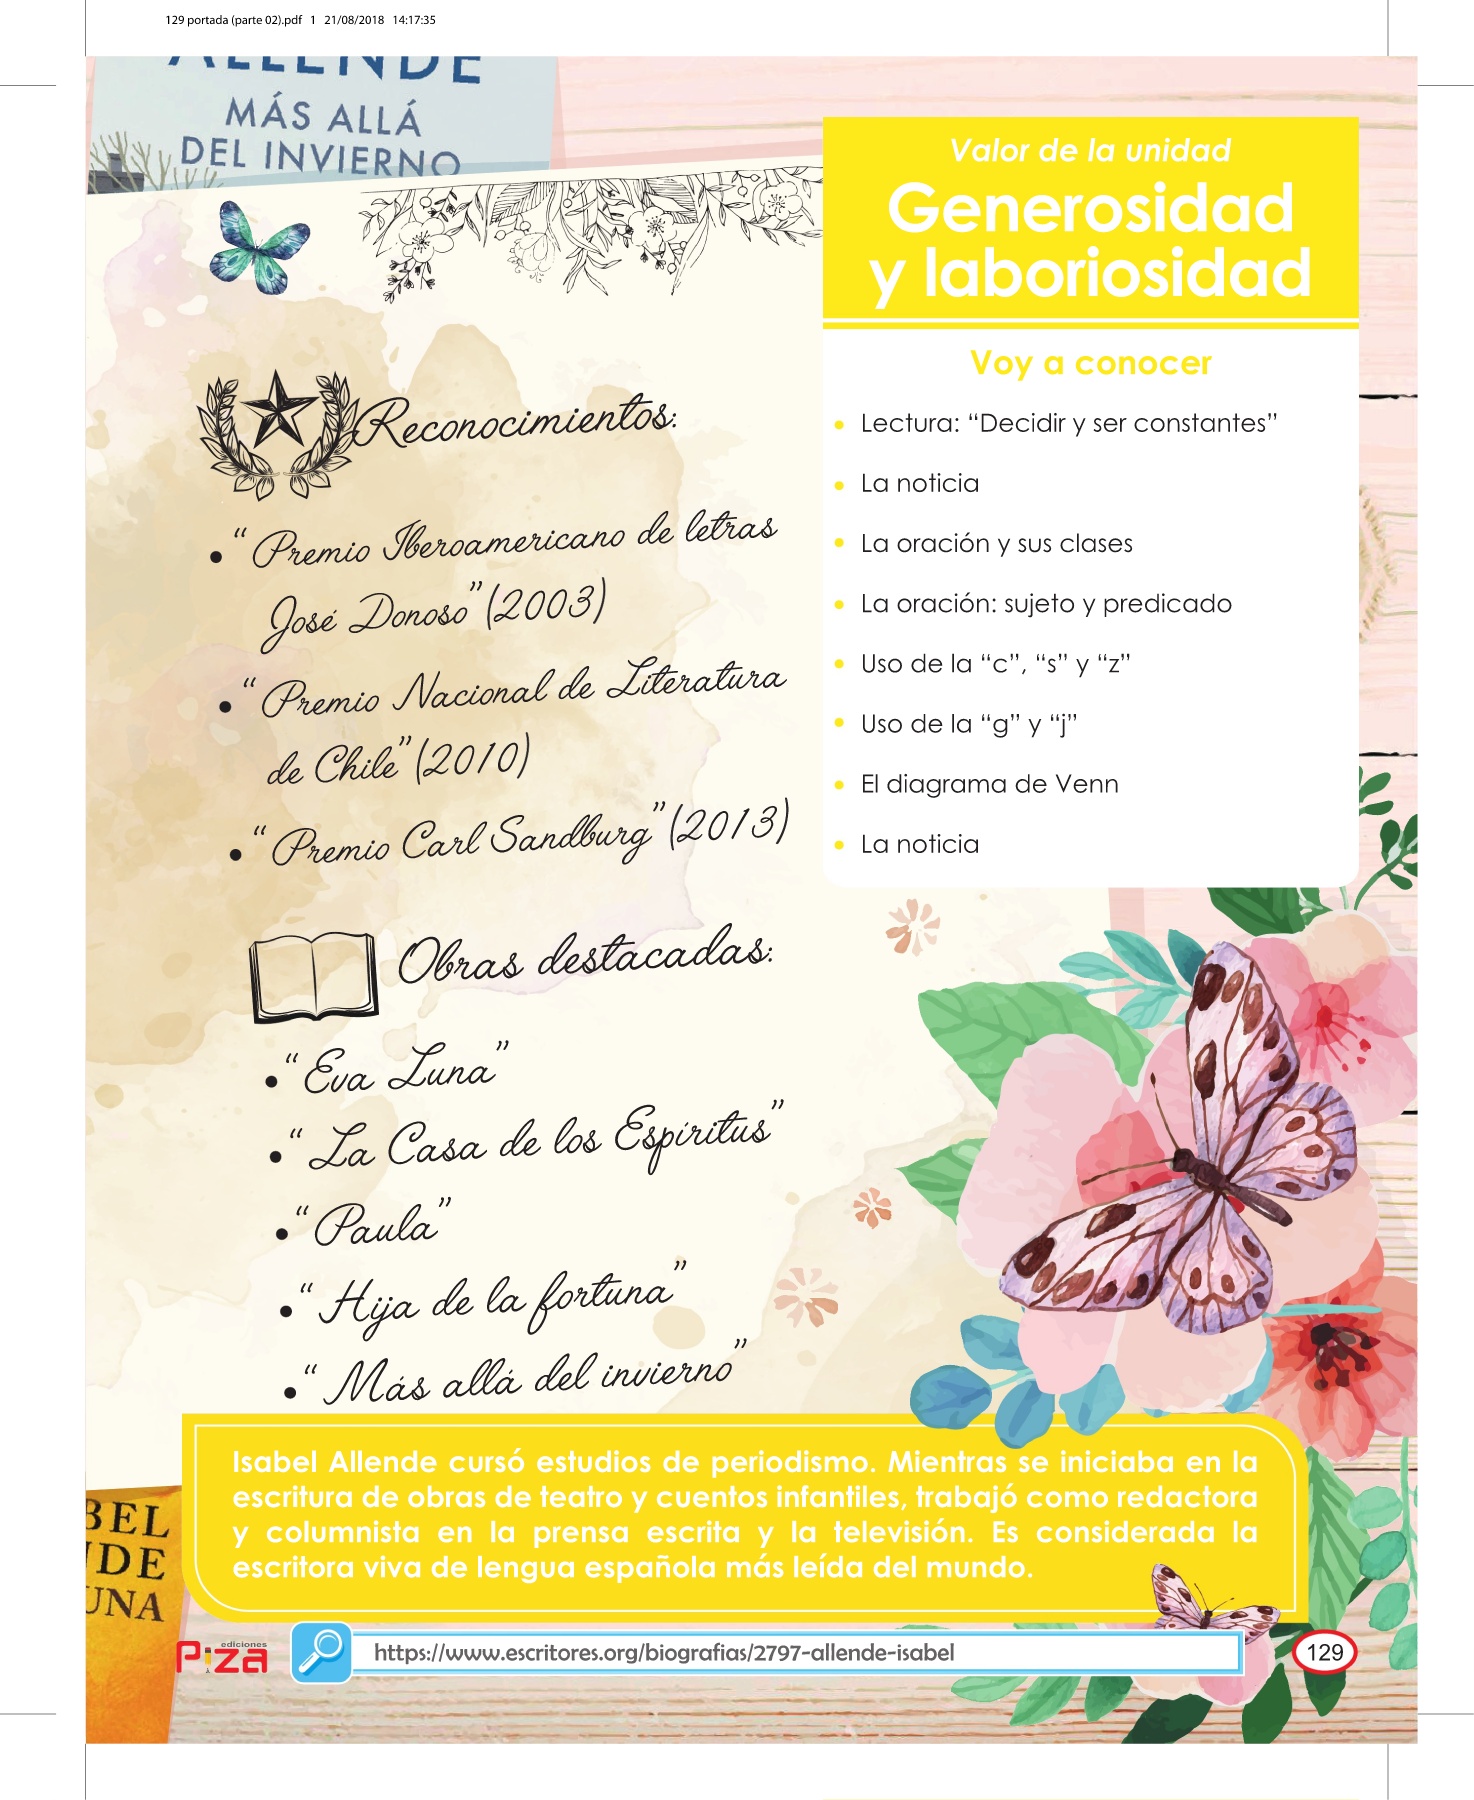 129 portada (parte 02).pdf 1 21/08/2018 14:17:35
ALLENDE
MÁS ALLÁ
DEL INVIERNO
Valor de la unidad
Generosidad
y laboriosidad
Voy a conocer
• Lectura: “Decidir y ser constantes”
• La noticia
• La oración y sus clases
• La oración: sujeto y predicado
• Uso de la “c”, “s” y “z”
• Uso de la “g” y “j”
• El diagrama de Venn
• La noticia
Reconocimientos:
• “Premio Iberoamericano de letras
José Donoso” (2003)
• “Premio Nacional de Literatura
de Chile” (2010)
• “Premio Carl Sandburg” (2013)
Obras destacadas:
• “Eva Luna”
• “La Casa de los Espíritus”
• “Paula”
• “Hija de la fortuna”
• “Más allá del invierno”
Isabel Allende cursó estudios de periodismo. Mientras se iniciaba en la
escritura de obras de teatro y cuentos infantiles, trabajó como redactora
y columnista en la prensa escrita y la televisión. Es considerada la
escritora viva de lengua española más leída del mundo.
BEL
NDE
UNA
ediciones
Piza
https://www.escritores.org/biografias/2797-allende-isabel
129